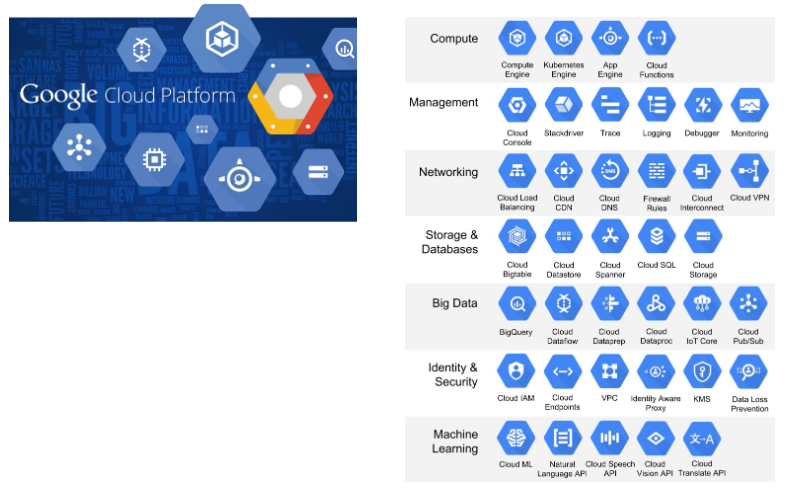 Google Cloud Platform
Compute
Compute Engine
Kubernetes Engine
App Engine
Cloud Functions
Management
Cloud Console
Stackdriver
Trace
Logging
Debugger
Monitoring
Networking
Cloud Load Balancing
Cloud CDN
DNS
Cloud DNS
Firewall Rules
Cloud Interconnect
Cloud VPN
Storage & Databases
Cloud Bigtable
Cloud Datastore
Cloud Spanner
Cloud SQL
Cloud Storage
Big Data
BigQuery
Cloud Dataflow
Cloud Dataprep
Cloud Dataproc
Cloud IoT Core
Cloud Pub/Sub
Identity & Security
Cloud IAM
Cloud Endpoints
VPC
Identity Aware Proxy
KMS
Data Loss Prevention
Machine Learning
Cloud ML
Natural Language API
Cloud Speech API
Cloud Vision API
文→A
Cloud Translate API